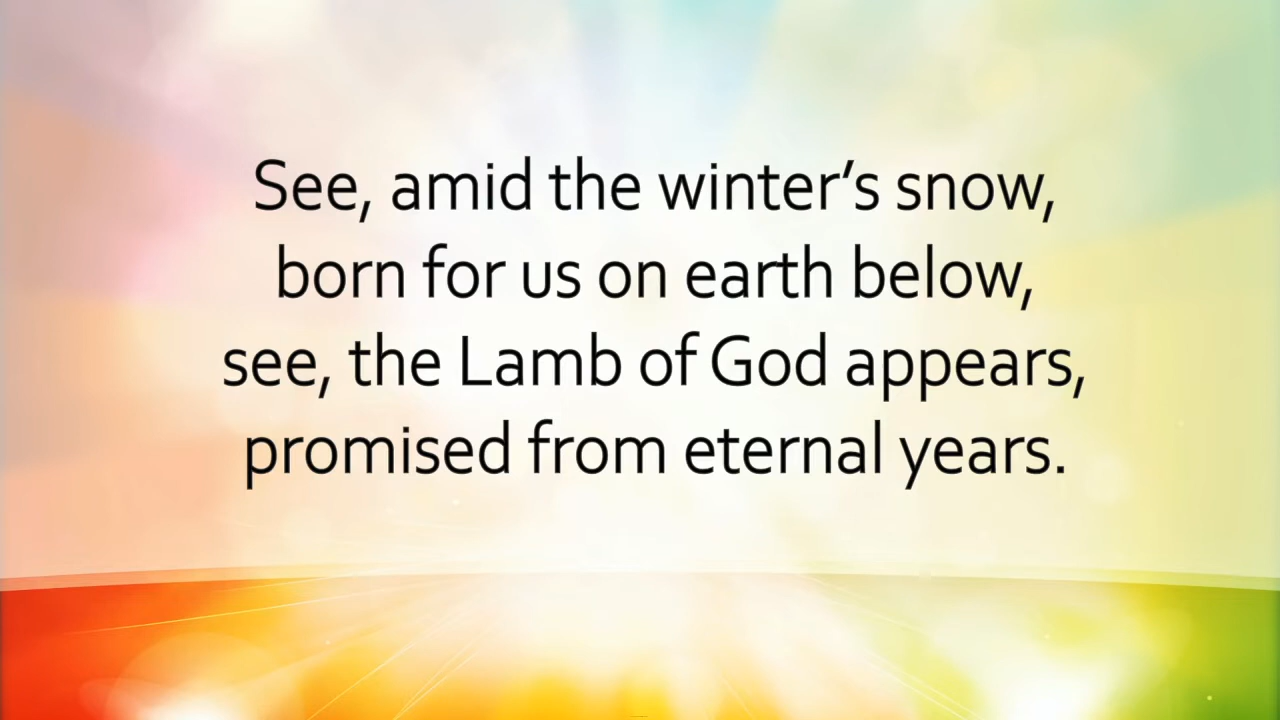 See, amid the winter’s snow,
born for us on earth below,
see, the Lamb of God appears,
promised from eternal years.